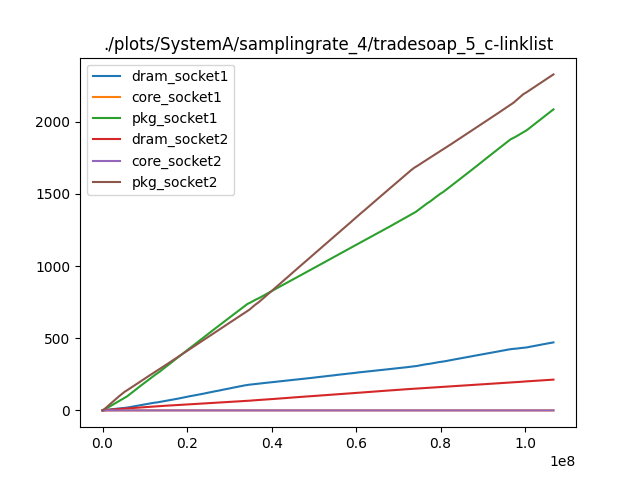 ./plots/SystemA/samplingrate_4/tradesoap_5_c-linklist
dram_socket1
core_socket1
pkg_socket1
dram_socket2
core_socket2
pkg_socket2
2000
1500
1000
500
0
0.0 0.2 0.4 0.6 0.8 1.0
1e8